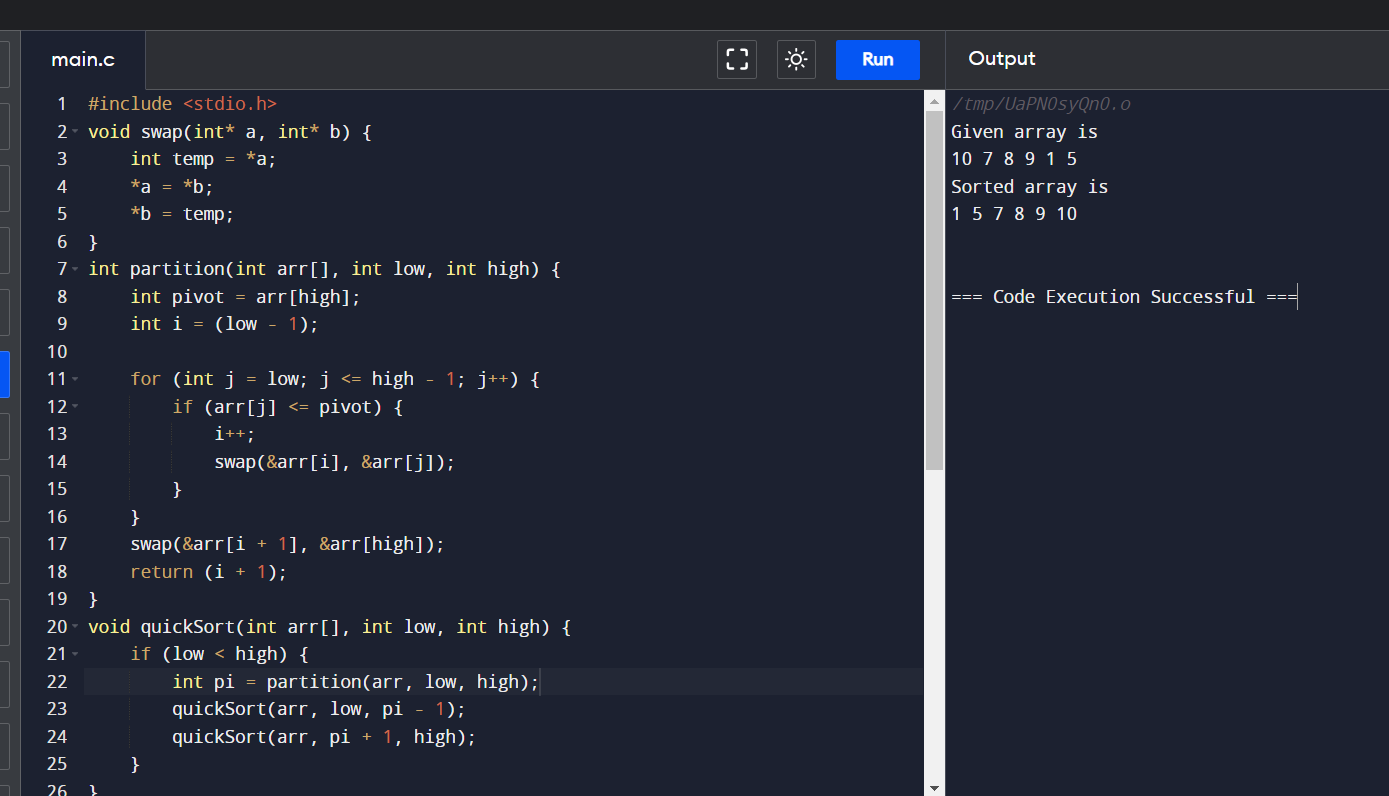 main.c
Run
Output
1 #include <stdio.h>
2 void swap(int* a, int* b) {
3     int temp = *a;
4     *a = *b;
5     *b = temp;
6 }
7 int partition(int arr[], int low, int high) {
8     int pivot = arr[high];
9     int i = (low - 1);
10
11     for (int j = low; j <= high - 1; j++) {
12         if (arr[j] <= pivot) {
13             i++;
14             swap(&arr[i], &arr[j]);
15         }
16     }
17     swap(&arr[i + 1], &arr[high]);
18     return (i + 1);
19 }
20 void quickSort(int arr[], int low, int high) {
21     if (low < high) {
22         int pi = partition(arr, low, high);
23         quickSort(arr, low, pi - 1);
24         quickSort(arr, pi + 1, high);
25     }
26 }
/tmp/UaPN0syQn0.o
Given array is
10 7 8 9 1 5
Sorted array is
1 5 7 8 9 10
=== Code Execution Successful ===